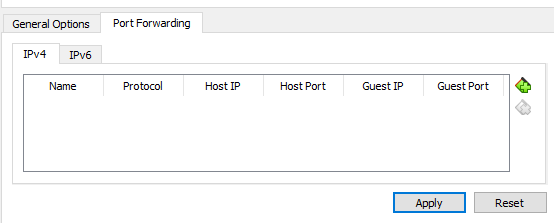 General Options Port Forwarding
IPv4 IPv6
Name Protocol Host IP Host Port Guest IP Guest Port
Apply Reset